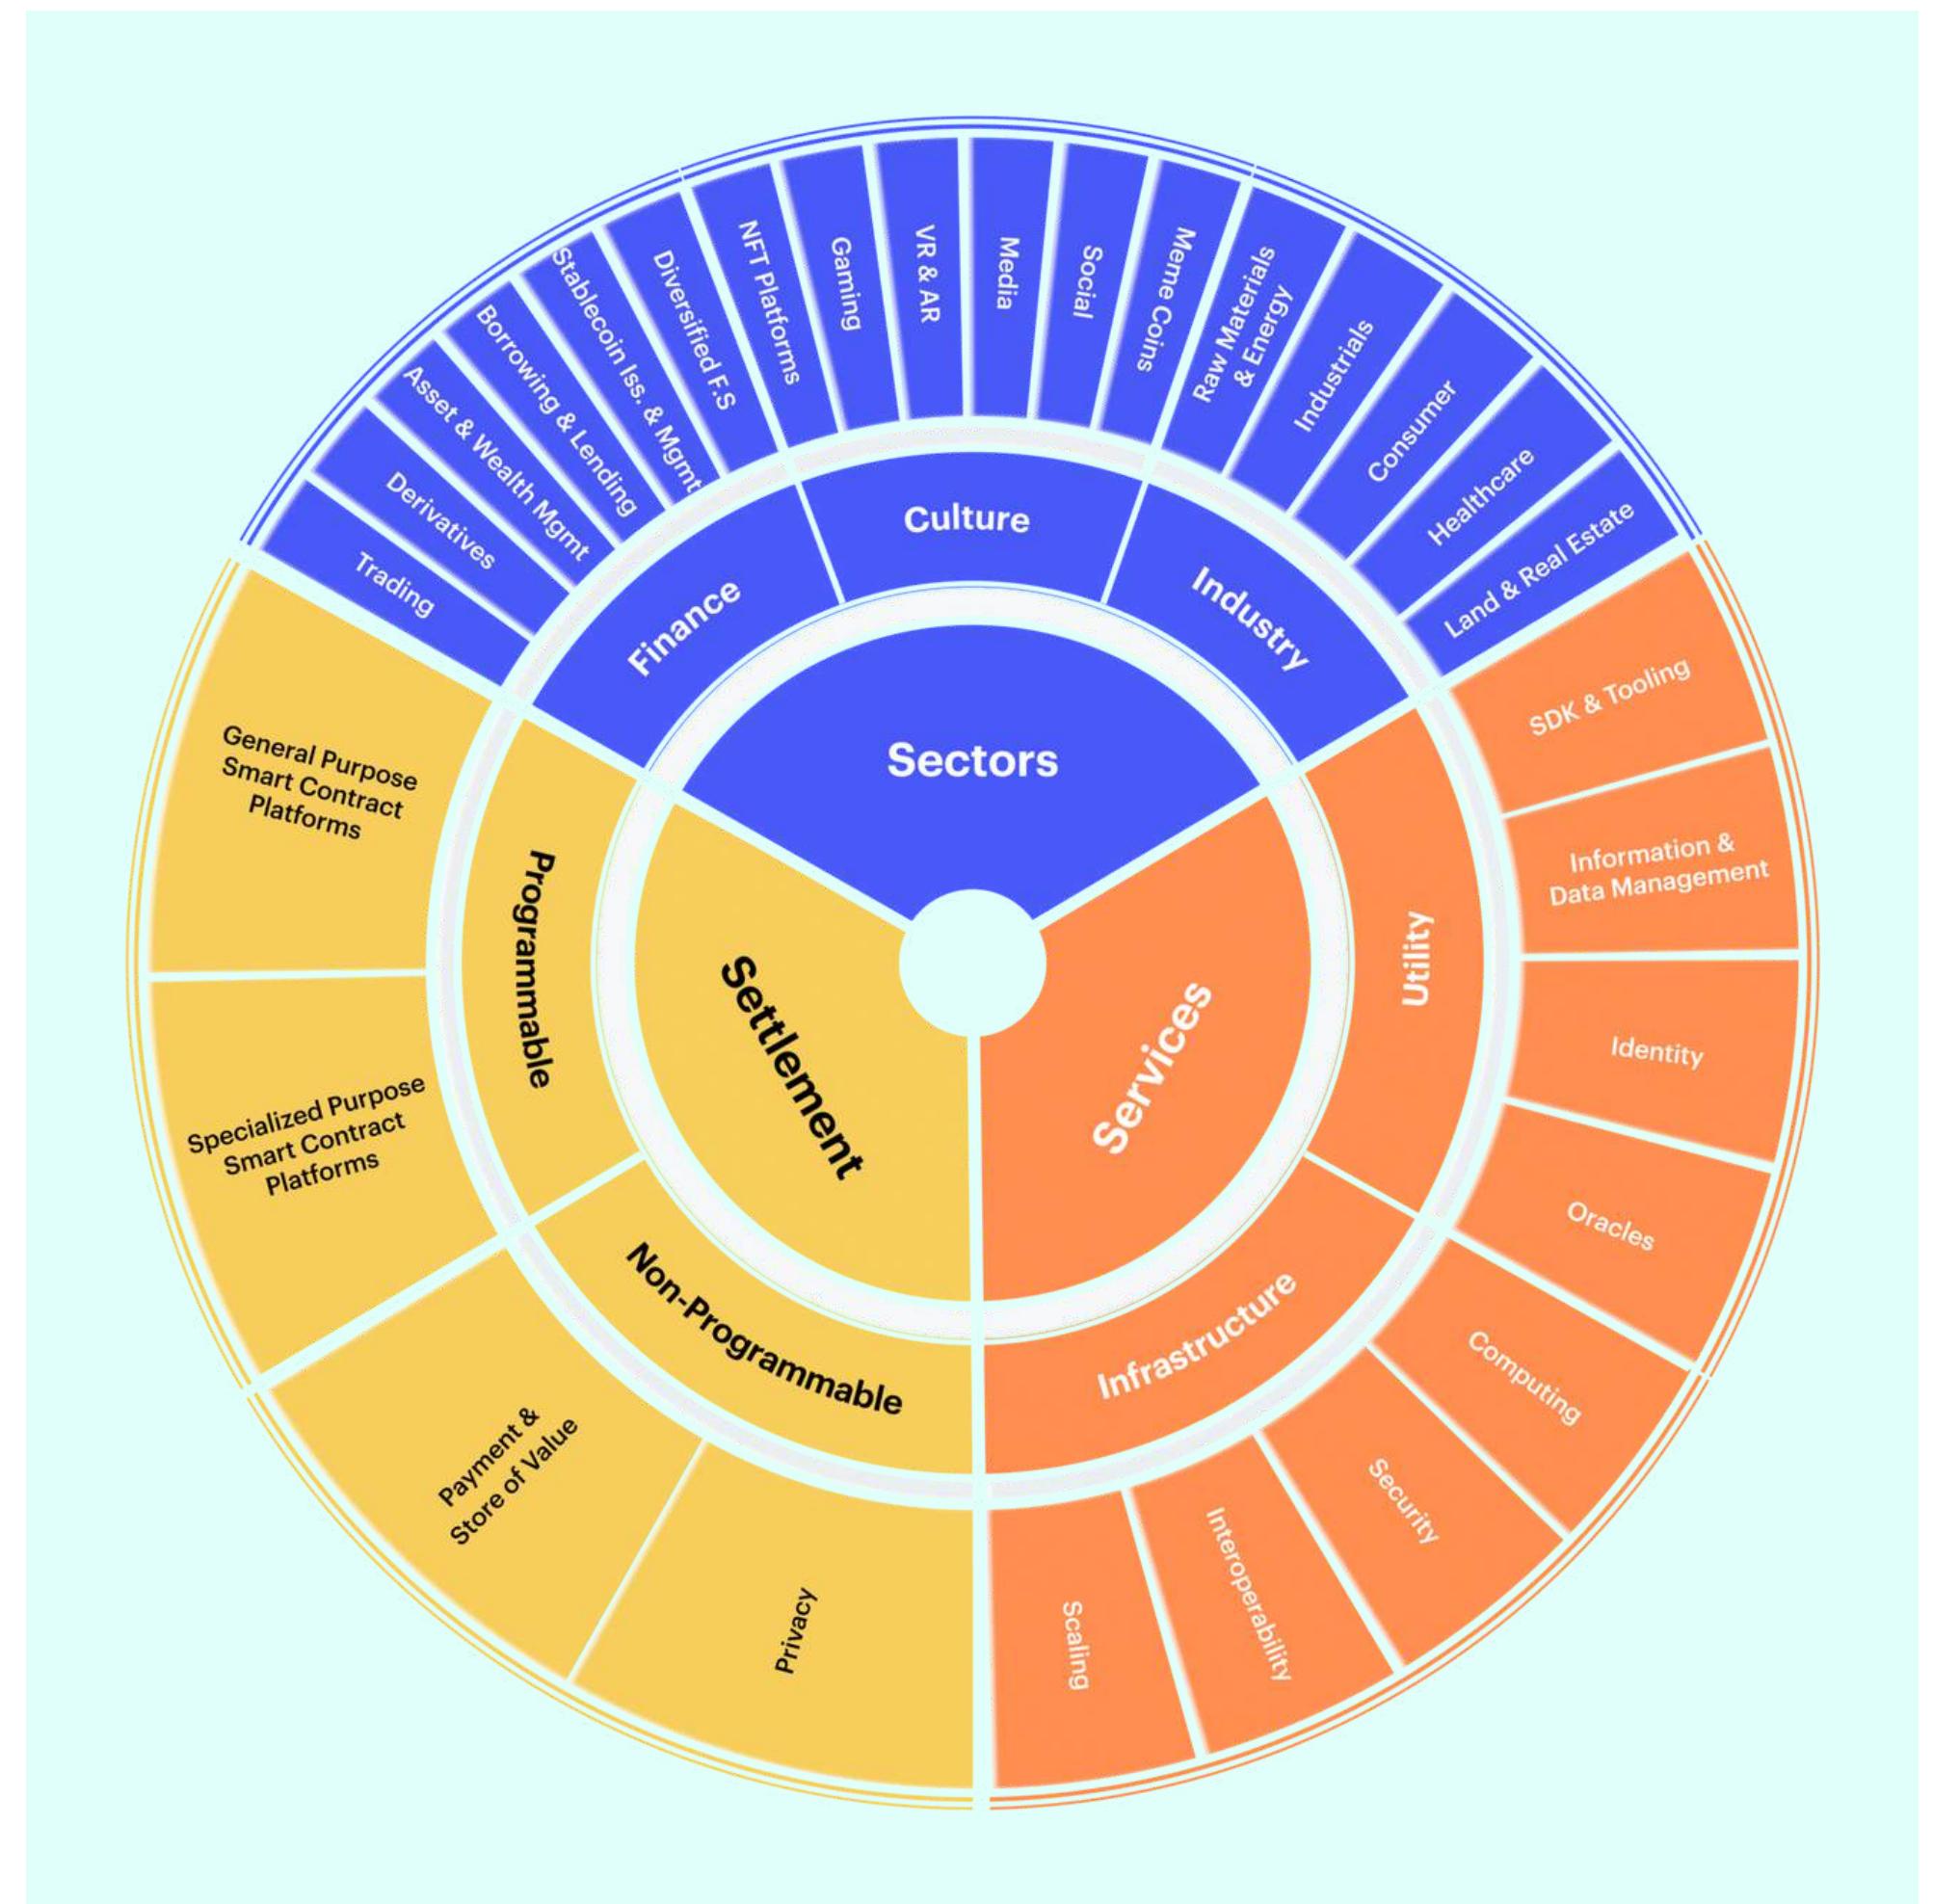 Sectors
Finance
Culture
Industry
Trading
Derivatives
Asset & Wealth Mgmt
Borrowing & Lending
Stablecoin Iss. & Mgmt
Diversified F.S
NFT Platforms
Gaming
VR & AR
Media
Social
Meme Coins
Raw Materials
& Energy
Industrials
Consumer
Healthcare
Land & Real Estate
Services
Utility
Infrastructure
SDK & Tooling
Information &
Data Management
Identity
Oracles
Computing
Security
Interoperability
Scaling
Settlement
Programmable
Non-Programmable
General Purpose
Smart Contract
Platforms
Specialized Purpose
Smart Contract
Platforms
Payment &
Store of Value
Privacy